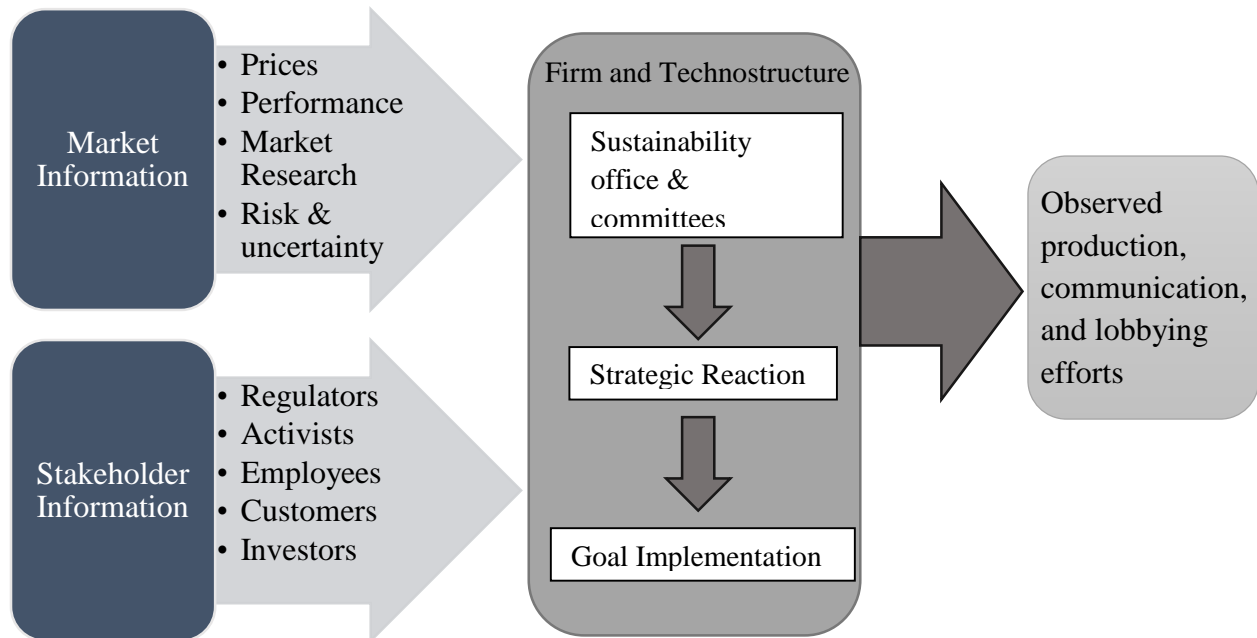 Market
Information
• Prices
• Performance
• Market
Research
• Risk &
uncertainty
Stakeholder
Information
• Regulators
• Activists
• Employees
• Customers
• Investors
Firm and Technostructure
Sustainability
office &
committees
Strategic Reaction
Goal Implementation
Observed
production,
communication,
and lobbying
efforts